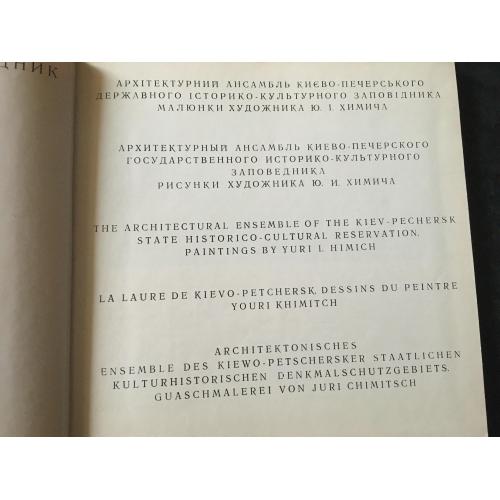 ДНИК
АРХІТЕКТУРНИЙ АНСАМБЛЬ КИЄВО-ПЕЧЕРСЬКОГО
ДЕРЖАВНОГО ІСТОРИКО-КУЛЬТУРНОГО ЗАПОВІДНИКА
МАЛЮНКИ ХУДОЖНИКА Ю. І. ХИМИЧА
АРХИТЕКТУРНЫЙ АНСАМБЛЬ КИЕВО-ПЕЧЕРСКОГО
ГОСУДАРСТВЕННОГО ИСТОРИКО-КУЛЬТУРНОГО
ЗАПОВЕДНИКА
РИСУНКИ ХУДОЖНИКА Ю. И. ХИМИЧА
THE ARCHITECTURAL ENSEMBLE OF THE KIEV-PECHERSK
STATE HISTORICO-CULTURAL RESERVATION.
PAINTINGS BY YURI I. HIMICH
LA LAURE DE KIEVO-PETCHERSK. DESSINS DU PEINTRE
YOURI KHIMITCH
ARCHITEKTONISCHES
ENSEMBLE DES KIEWO-PETSCHERSKER STAATLICHEN
KULTURHISTORISCHEN DENKMALSCHUTZGEBIETS.
GUASCHMALEREI VON JURI CHIMITSCH